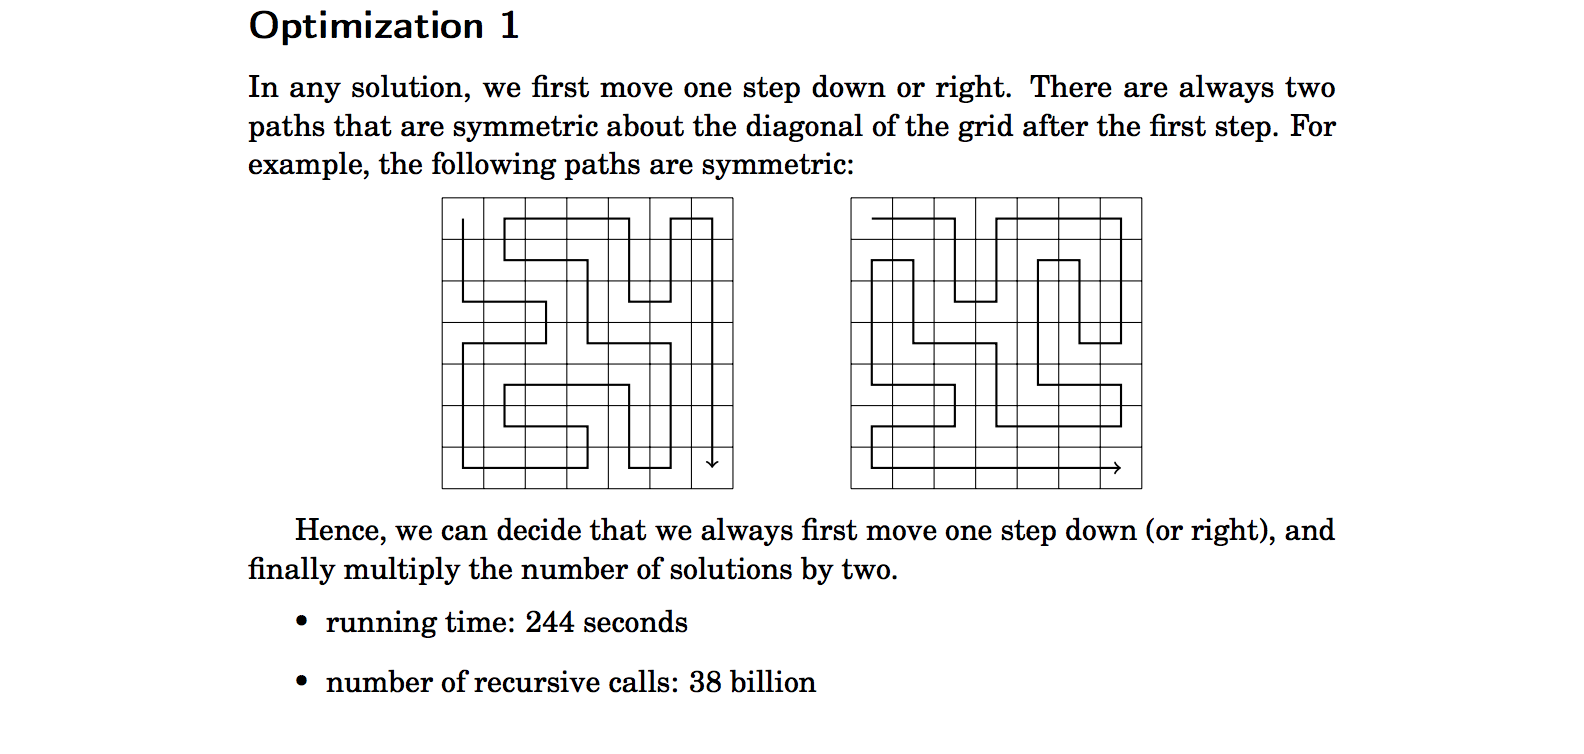 Optimization 1
In any solution, we first move one step down or right. There are always two
paths that are symmetric about the diagonal of the grid after the first step. For
example, the following paths are symmetric:
Hence, we can decide that we always first move one step down (or right), and
finally multiply the number of solutions by two.
• running time: 244 seconds
• number of recursive calls: 38 billion